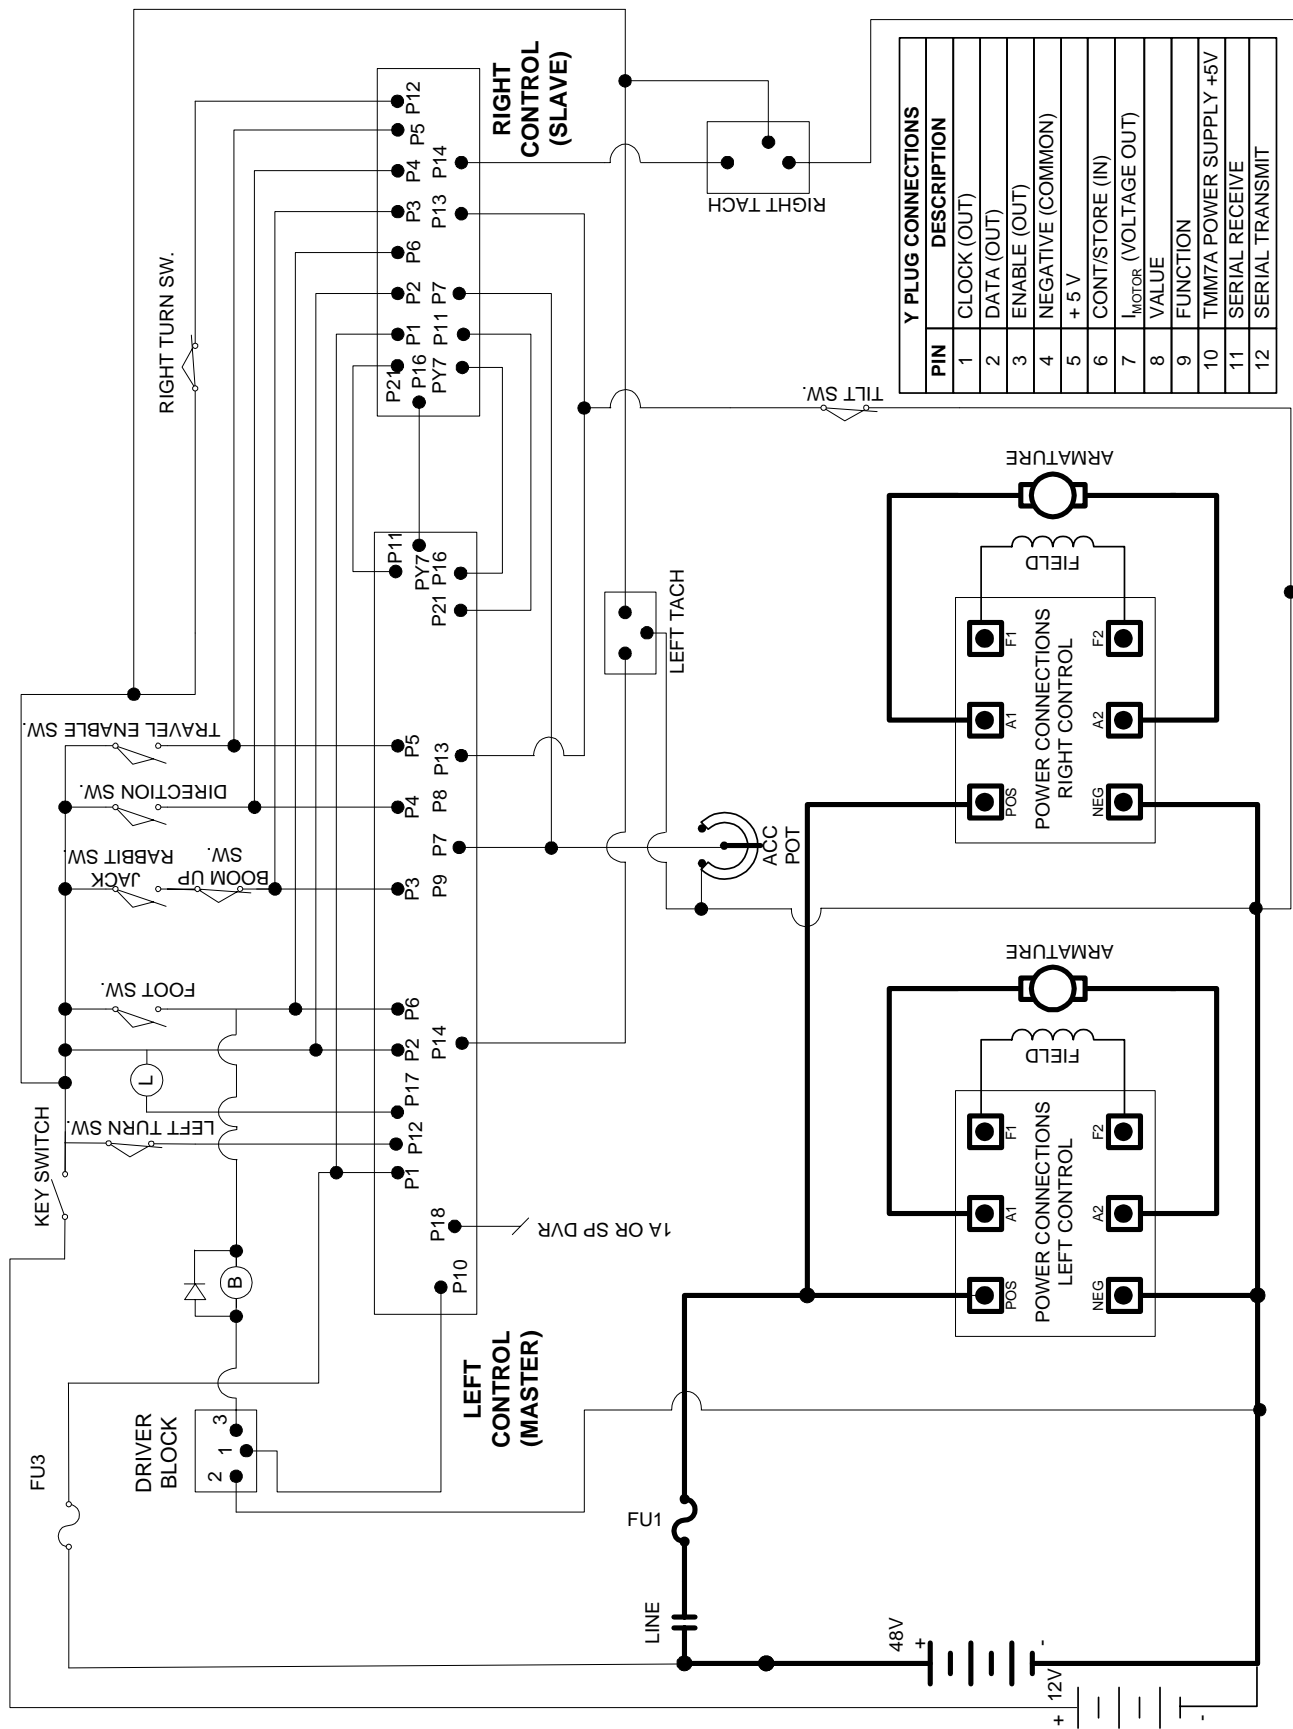 FU3
KEY SWITCH
DRIVER
BLOCK
2
1
3
B
L
LEFT TURN SW.
FOOT SW.
RABBIT SW.
JACK
BOOM UP
SW.
DIRECTION SW.
TRAVEL ENABLE SW.
RIGHT TURN SW.
LEFT
CONTROL
(MASTER)
P10
P18
P1
P12
P17
P2
P6
P3
P4
P5
P14
P9
P7
P8
P13
P21
P16
PY7
P11
1A OR SP DVR
RIGHT
CONTROL
(SLAVE)
P21
P16
PY7
P1
P11
P2
P7
P6
P3
P13
P4
P14
P5
P12
LEFT TACH
RIGHT TACH
TILT SW.
ACC
POT
LINE
FU1
48V
+
-
+ 12V
-
POWER CONNECTIONS
LEFT CONTROL
POS
NEG
A1
A2
F1
F2
FIELD
ARMATURE
POWER CONNECTIONS
RIGHT CONTROL
POS
NEG
A1
A2
F1
F2
FIELD
ARMATURE
Y PLUG CONNECTIONS
PIN DESCRIPTION
1 CLOCK (OUT)
2 DATA (OUT)
3 ENABLE (OUT)
4 NEGATIVE (COMMON)
5 + 5 V
6 CONT/STORE (IN)
7 IMOTOR (VOLTAGE OUT)
8 VALUE
9 FUNCTION
10 TMM7A POWER SUPPLY +5V
11 SERIAL RECEIVE
12 SERIAL TRANSMIT